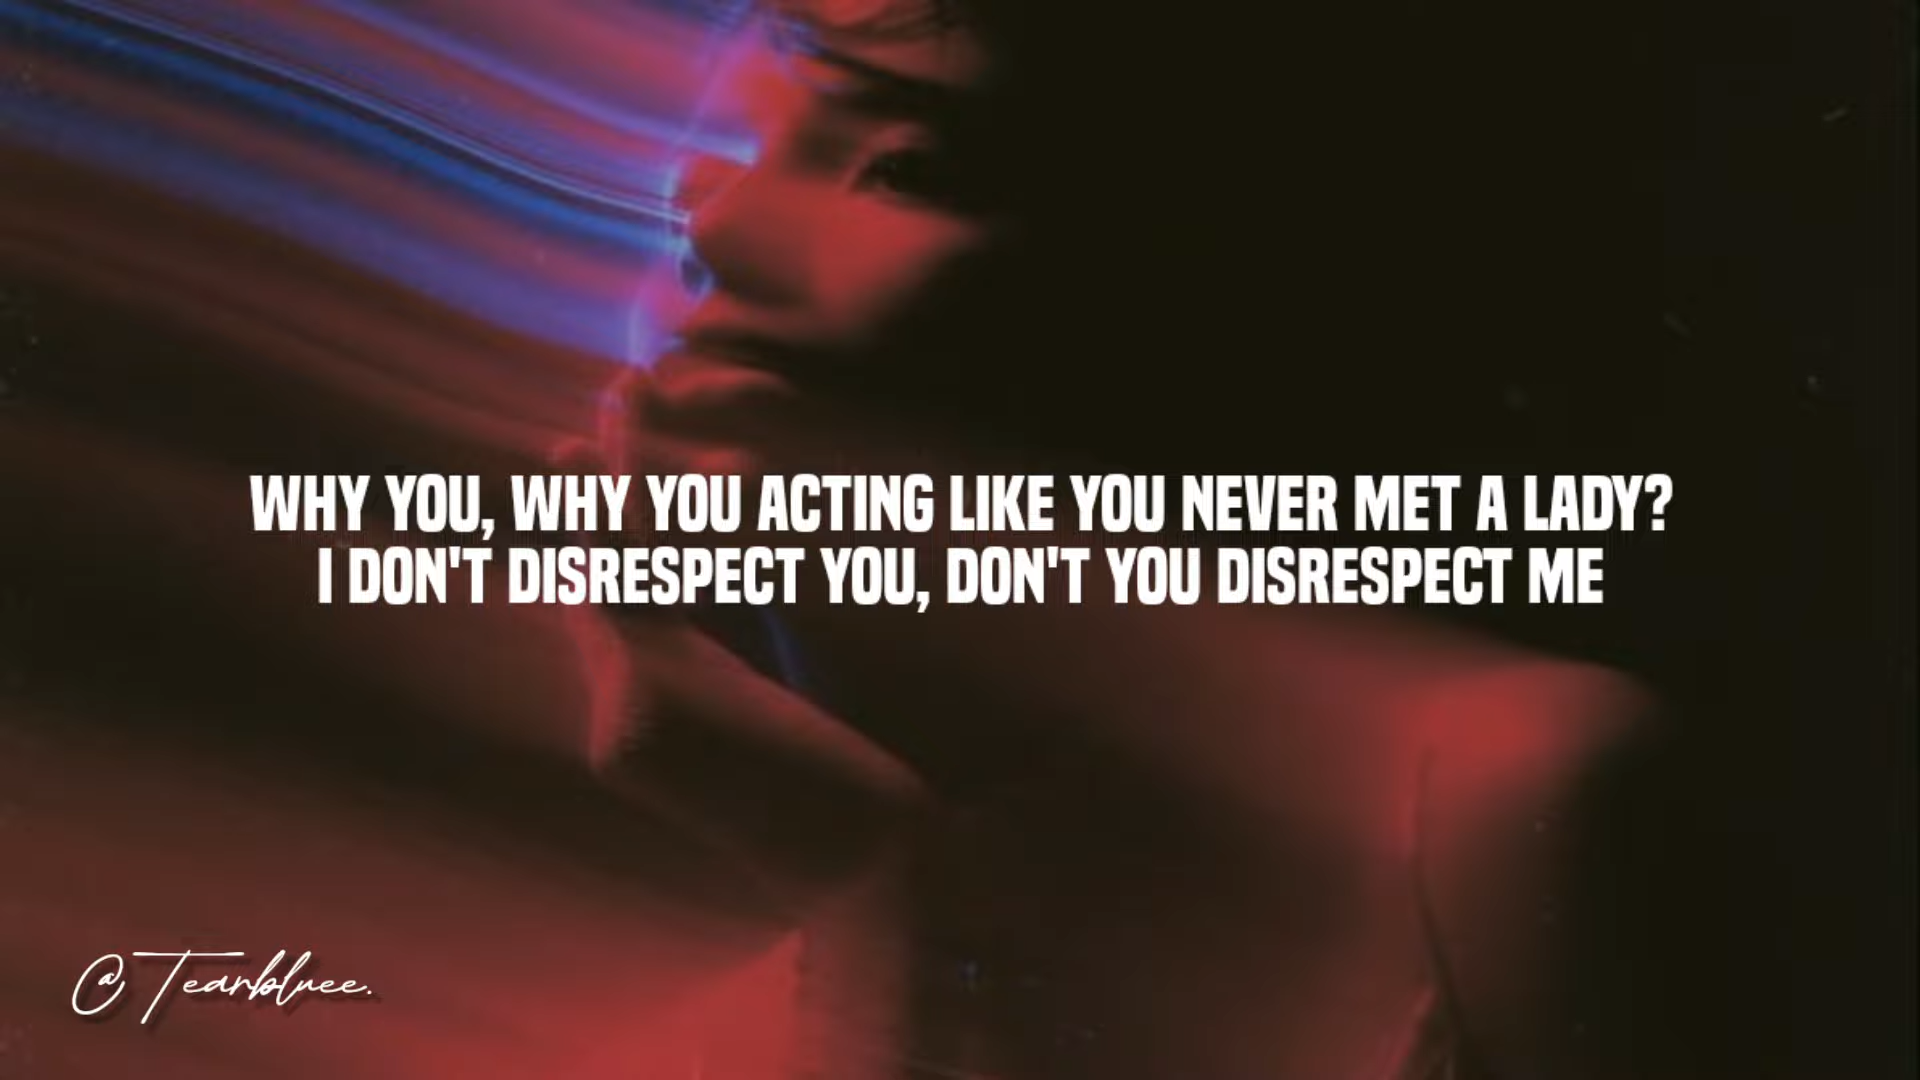 WHY YOU, WHY YOU ACTING LIKE YOU NEVER MET A LADY?
I DON'T DISRESPECT YOU, DON'T YOU DISRESPECT ME
@Tearbluee.